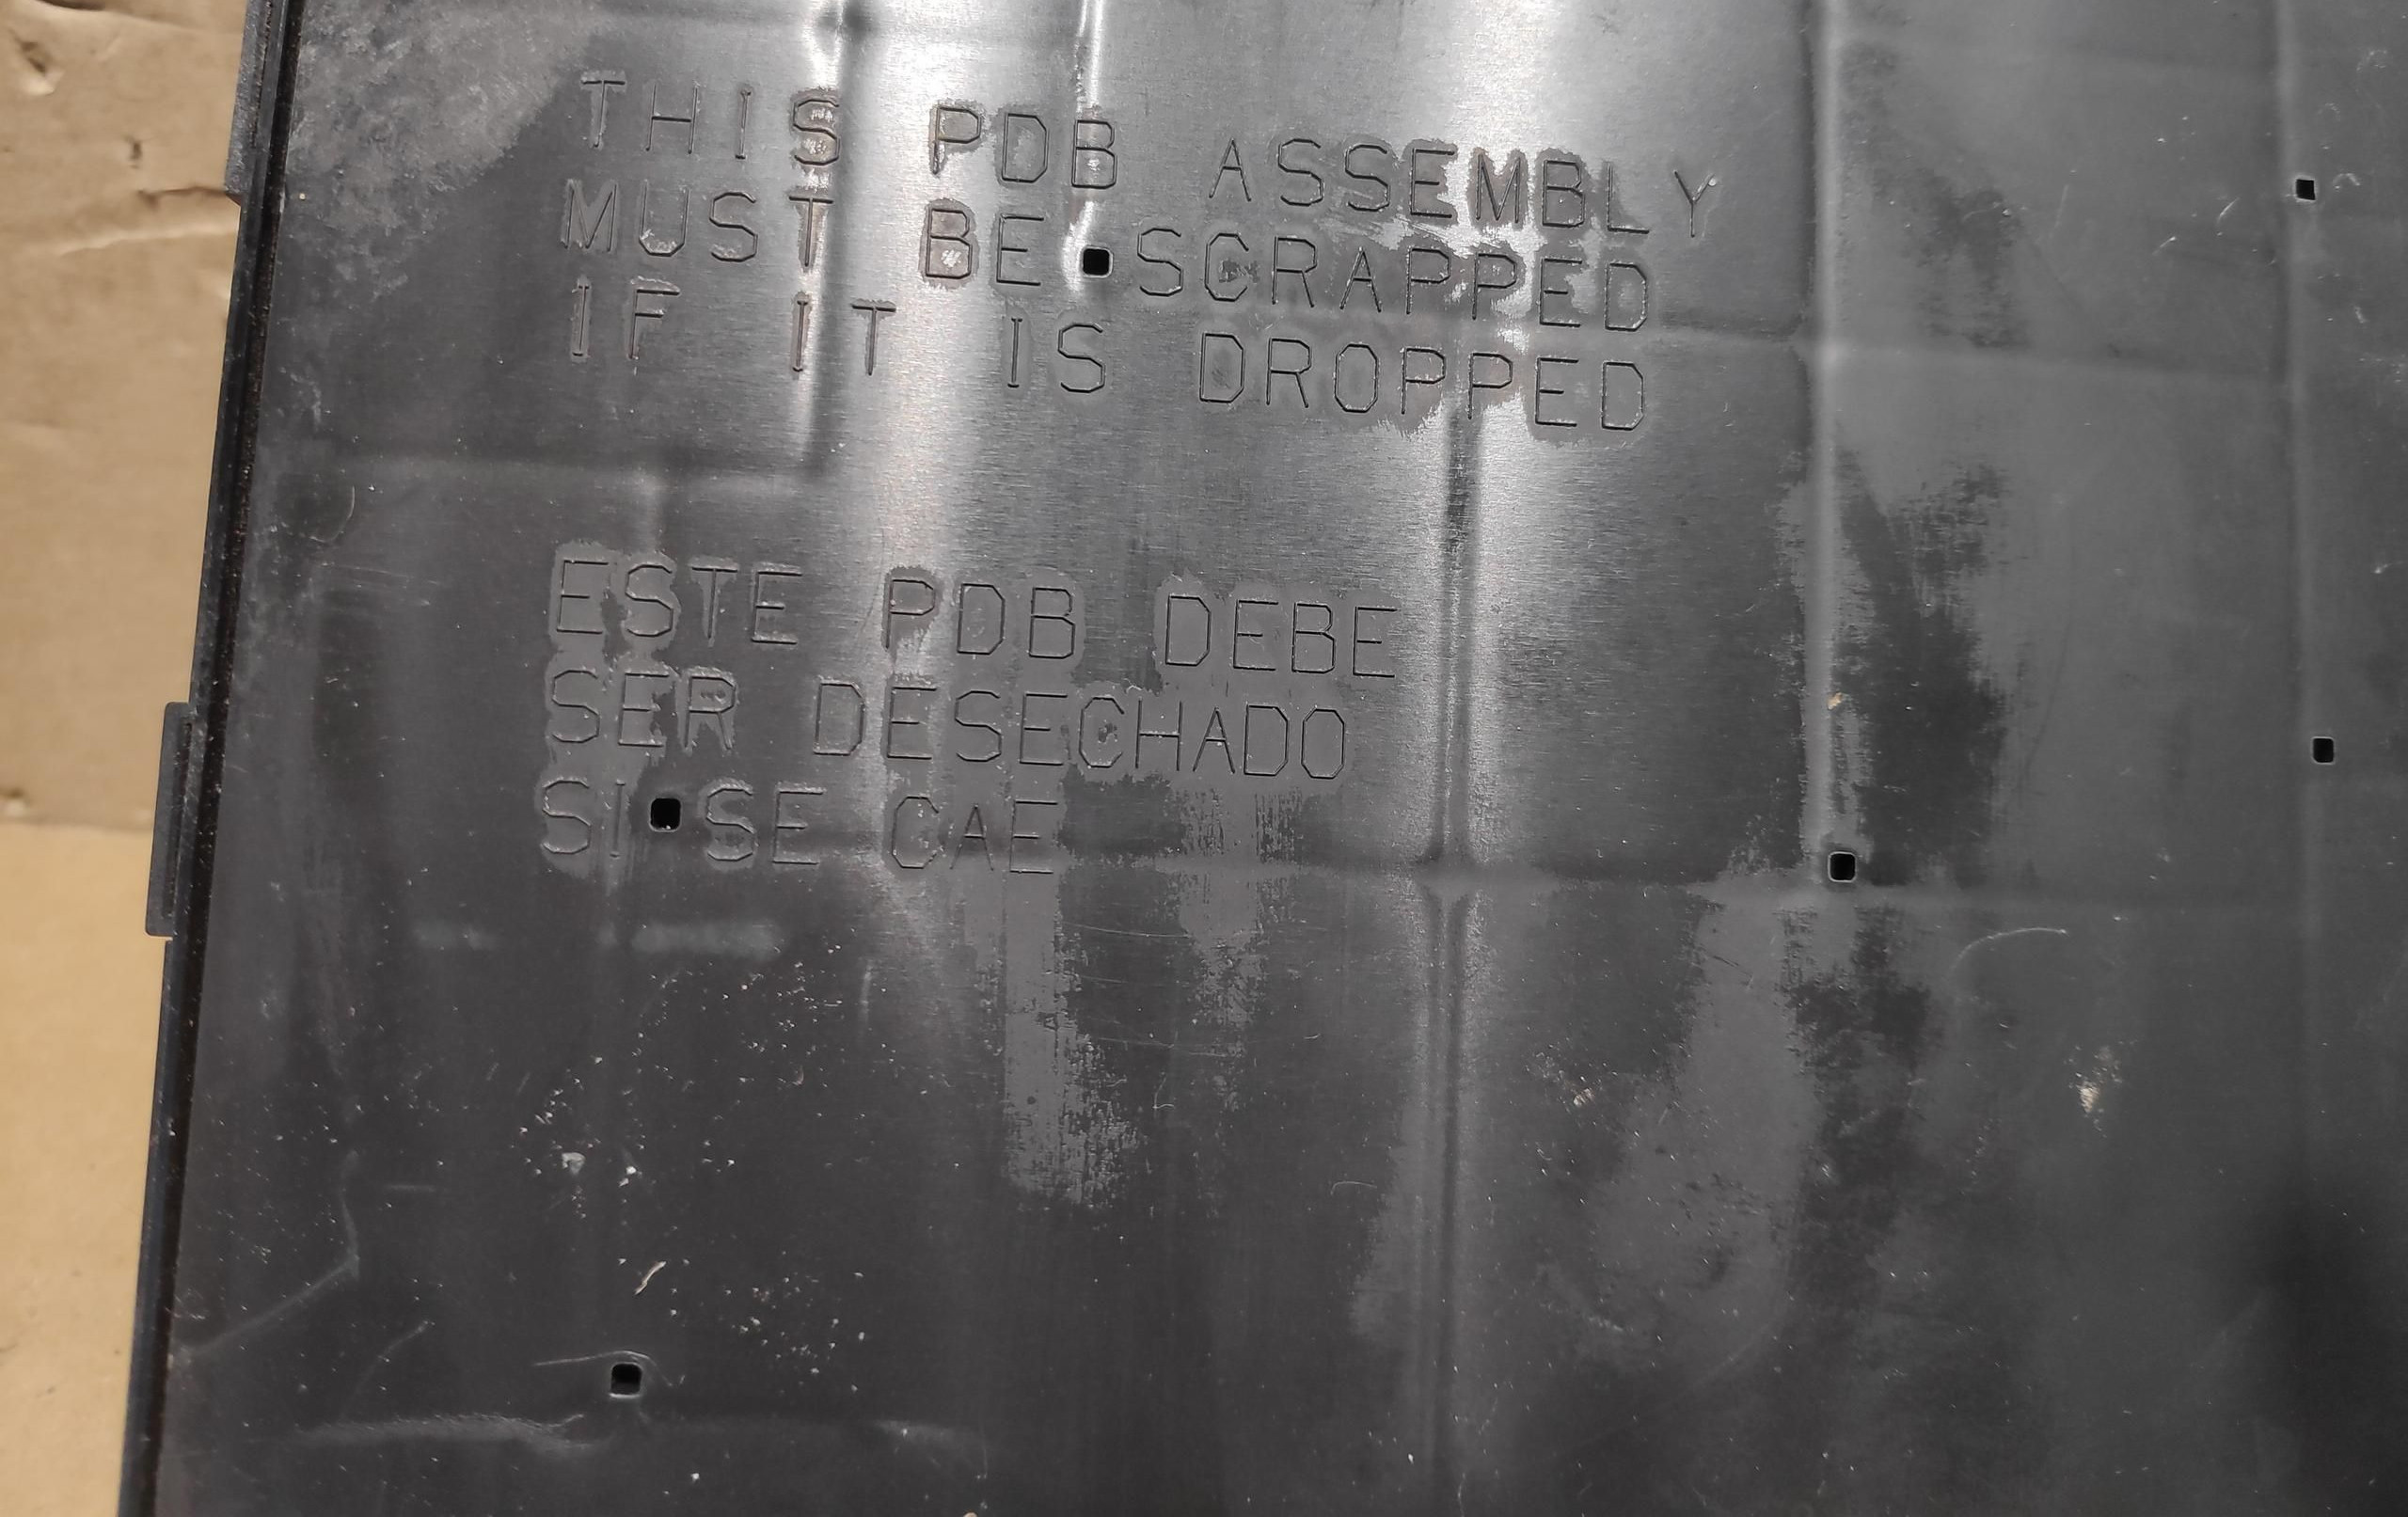 THIS PDB ASSEMBLY
MUST BE SCRAPPED
IF IT IS DROPPED
ESTE PDB DEBE
SER DESECHADO
SI SE CAE